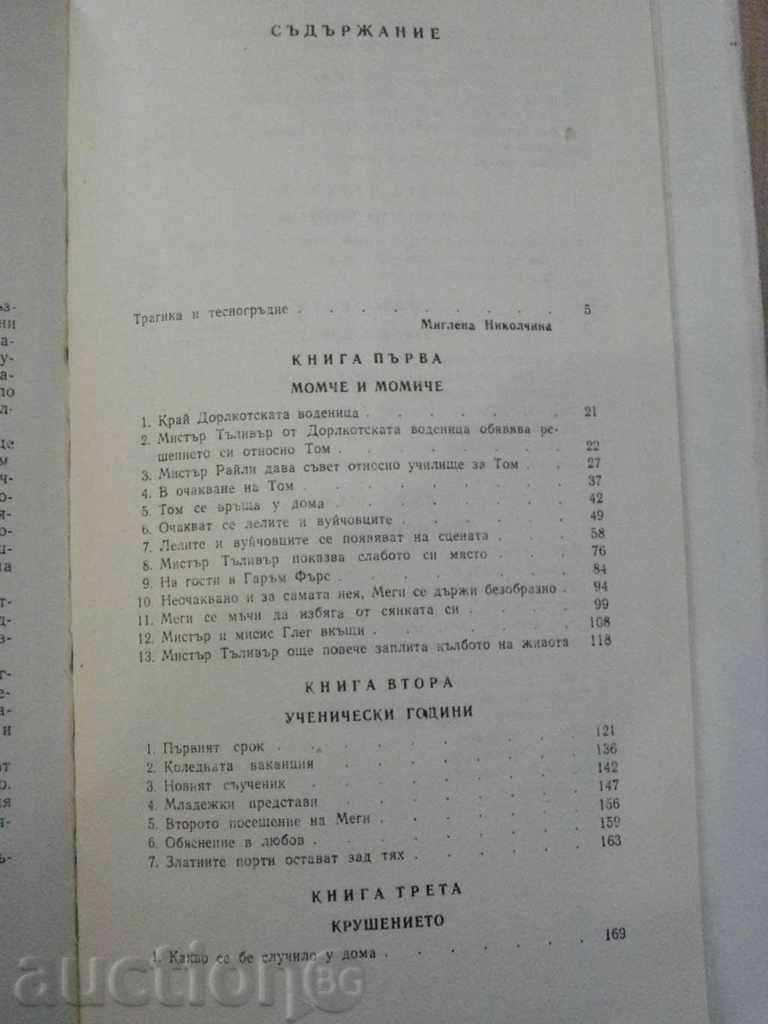 СЪДЪРЖАНИЕ
Трагика и тесногръдие . . . . . . . . . 5
Миглена Николчина
КНИГА ПЪРВА
МОМЧЕ И МОМИЧЕ
1. Край Дорлкотската воденица . . . . . . 21
2. Мистър Тъливър от Дорлкотската воденица обявява ре-
шението си относно Том . . . . . . . 22
3. Мистър Райли дава съвет относно училище за Том . . 27
4. В очакване на Том . . . . . . . . 37
5. Том се връща у дома . . . . . . . 42
6. Очакват се лелите и вуйчовците . . . . . 49
7. Лелите и вуйчовците се появяват на сцената . . . 58
8. Мистър Тъливър показва слабото си място . . . 76
9. На гости в Гаръм Фърс . . . . . . . 84
10. Неочаквано и за самата нея, Меги се държи безобразно . 94
11. Меги се мъчи да избяга от сянката си . . . . 99
12. Мистър и мисис Глег вкъщи . . . . . . 108
13. Мистър Тъливър още повече заплита кълбото на живота 118
КНИГА ВТОРА
УЧЕНИЧЕСКИ ГОДИНИ
1. Първият срок . . . . . . . . . 121
2. Коледната ваканция . . . . . . . 136
3. Новият съученик . . . . . . . . 142
4. Младежки представи . . . . . . . 147
5. Второто посещение на Меги . . . . . . 156
6. Обяснение в любов . . . . . . . . 159
7. Златните порти остават зад тях . . . . . 163
КНИГА ТРЕТА
КРУШЕНИЕТО
1. Какво се бе случило у дома . . . . . . 169
auctionBG